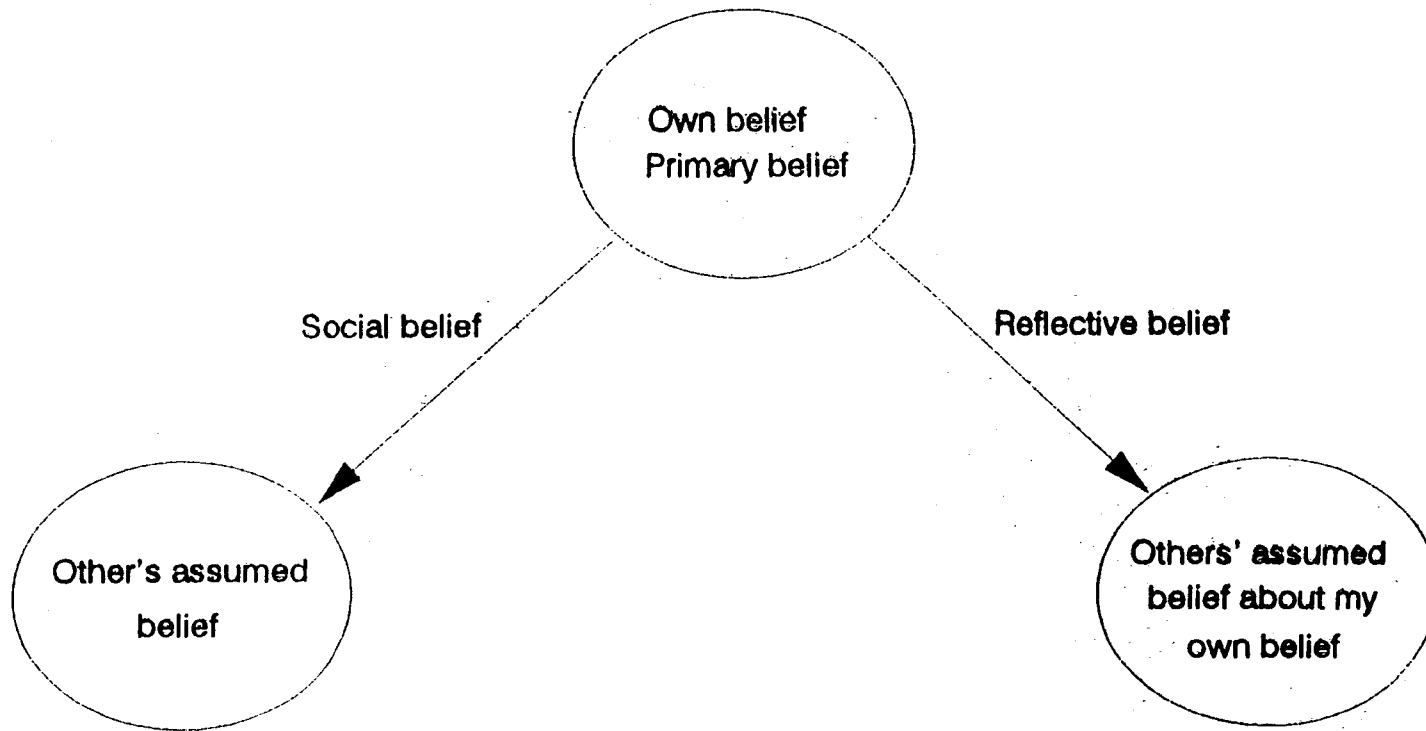 Own belief
Primary belief
Social belief
Reflective belief
Other's assumed
belief
Others' assumed
belief about my
own belief